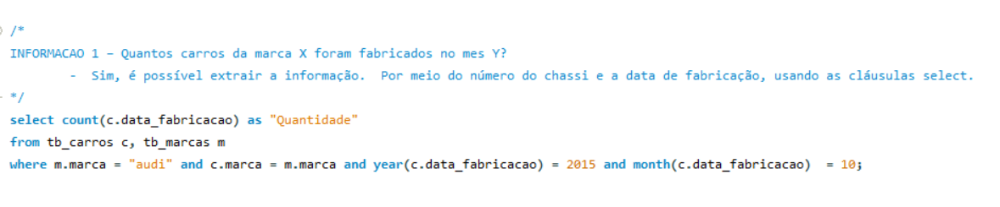 /*
INFORMACAO 1 – Quantos carros da marca X foram fabricados no mes Y?
- Sim, é possível extrair a informação.  Por meio do número do chassi e a data de fabricação, usando as cláusulas select.
*/
select count(c.data_fabricacao) as "Quantidade"
from tb_carros c, tb_marcas m
where m.marca = "audi" and c.marca = m.marca and year(c.data_fabricacao) = 2015 and month(c.data_fabricacao)  = 10;